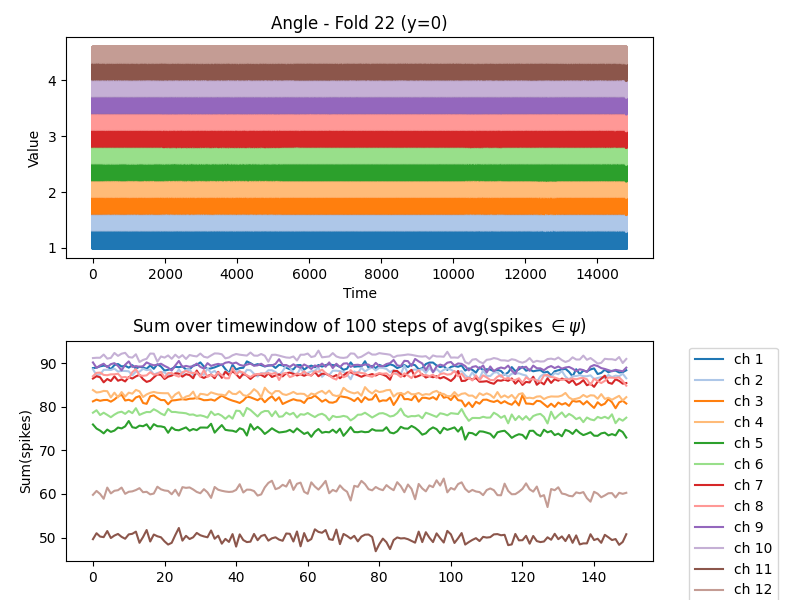 Angle - Fold 22 (y=0)
Value
4
3
2
1
0 2000 4000 6000 8000 10000 12000 14000
Time
Sum over timewindow of 100 steps of avg(spikes ∈ψ)
Sum(spikes)
90
80
70
60
50
0 20 40 60 80 100 120 140
ch 1
ch 2
ch 3
ch 4
ch 5
ch 6
ch 7
ch 8
ch 9
ch 10
ch 11
ch 12